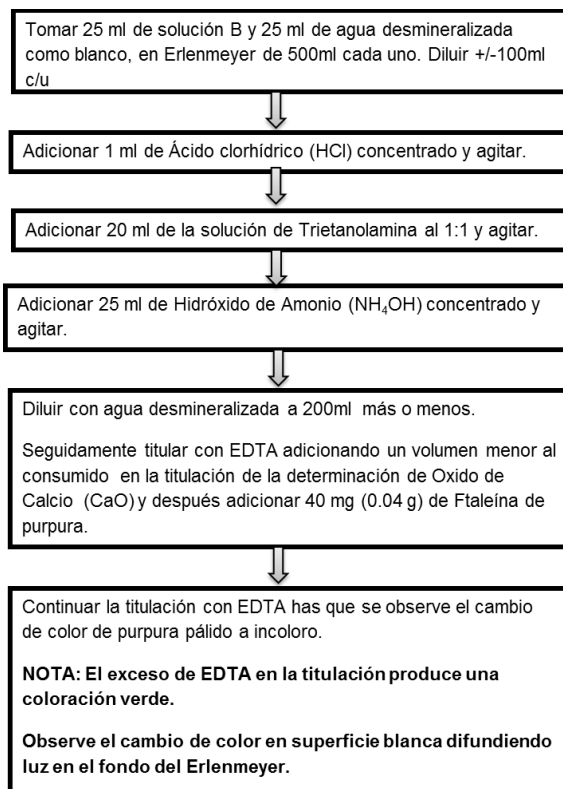 Tomar 25 ml de solución B y 25 ml de agua desmineralizada
como blanco, en Erlenmeyer de 500ml cada uno. Diluir +/-100ml
c/u
Adicionar 1 ml de Ácido clorhídrico (HCl) concentrado y agitar.
Adicionar 20 ml de la solución de Trietanolamina al 1:1 y agitar.
Adicionar 25 ml de Hidróxido de Amonio (NH₄OH) concentrado y
agitar.
Diluir con agua desmineralizada a 200ml más o menos.
Seguidamente titular con EDTA adicionando un volumen menor al
consumido en la titulación de la determinación de Oxido de
Calcio (CaO) y después adicionar 40 mg (0.04 g) de Ftaleína de
purpura.
Continuar la titulación con EDTA has que se observe el cambio
de color de purpura pálido a incoloro.
NOTA: El exceso de EDTA en la titulación produce una
coloración verde.
Observe el cambio de color en superficie blanca difundiendo
luz en el fondo del Erlenmeyer.